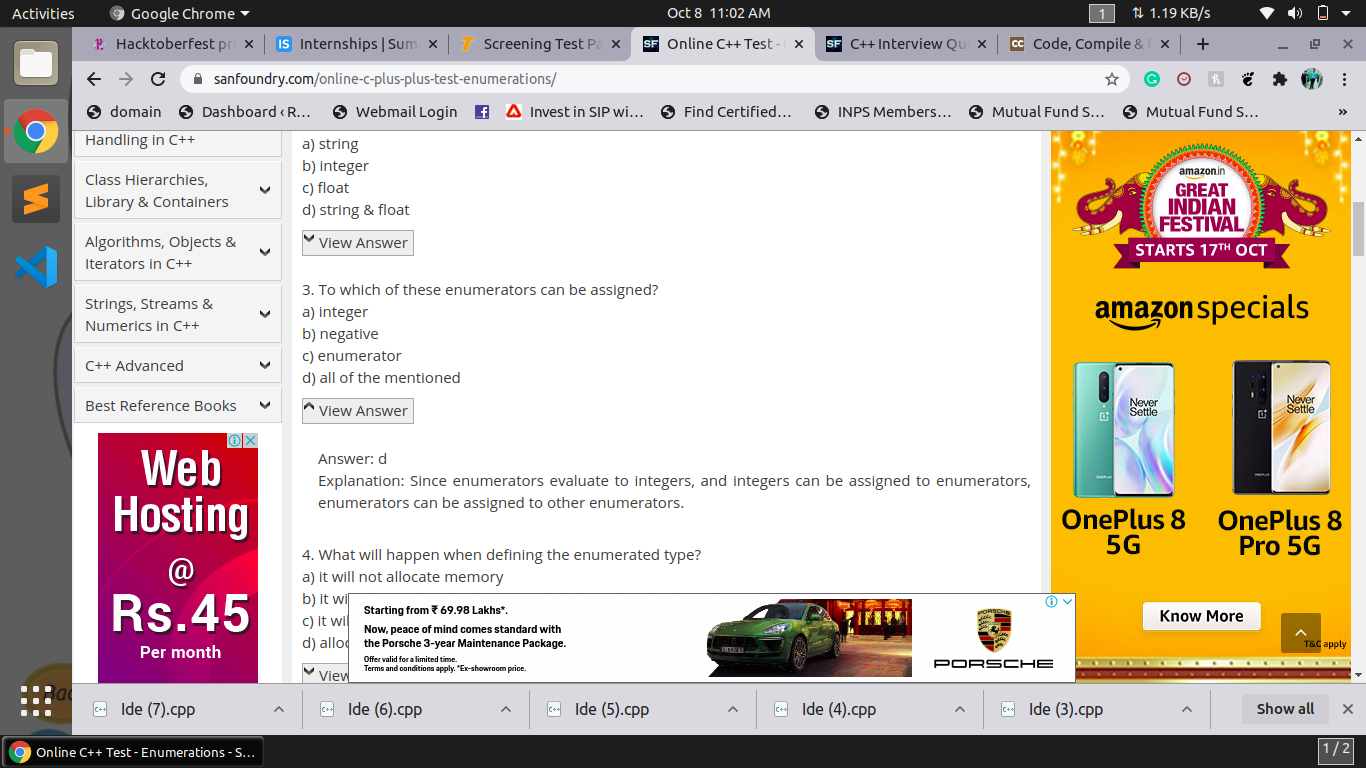 Activities
Google Chrome
Oct 8 11:02 AM
1
1.19 KB/s
Hacktoberfest pr
Internships | Sum
Screening Test Pa
Online C++ Test -
C++ Interview Qu
Code, Compile &
sanfoundry.com/online-c-plus-plus-test-enumerations/
domain
Dashboard ‹ R...
Webmail Login
Invest in SIP wi...
Find Certified...
INPS Members...
Mutual Fund S...
Mutual Fund S...
»
Handling in C++
Class Hierarchies,
Library & Containers
Algorithms, Objects &
Iterators in C++
Strings, Streams &
Numerics in C++
C++ Advanced
Best Reference Books
Web
Hosting
@
Rs.45
Per month
a) string
b) integer
c) float
d) string & float
View Answer
3. To which of these enumerators can be assigned?
a) integer
b) negative
c) enumerator
d) all of the mentioned
View Answer
Answer: d
Explanation: Since enumerators evaluate to integers, and integers can be assigned to enumerators,
enumerators can be assigned to other enumerators.
4. What will happen when defining the enumerated type?
a) it will not allocate memory
b) it wi
c) it will
d) alloc
View
Starting from ₹ 69.98 Lakhs*.
Now, peace of mind comes standard with
the Porsche 3-year Maintenance Package.
Offer valid for a limited time.
Terms and conditions apply. *Ex-showroom price.
PORSCHE
amazon.in
GREAT
INDIAN
FESTIVAL
STARTS 17TH OCT
amazon specials
Never
Settle
Never
Settle
OnePlus 8
5G
OnePlus 8
Pro 5G
Know More
T&C apply
Ide (7).cpp
Ide (6).cpp
Ide (5).cpp
Ide (4).cpp
Ide (3).cpp
Show all
Online C++ Test - Enumerations - S...
1 / 2